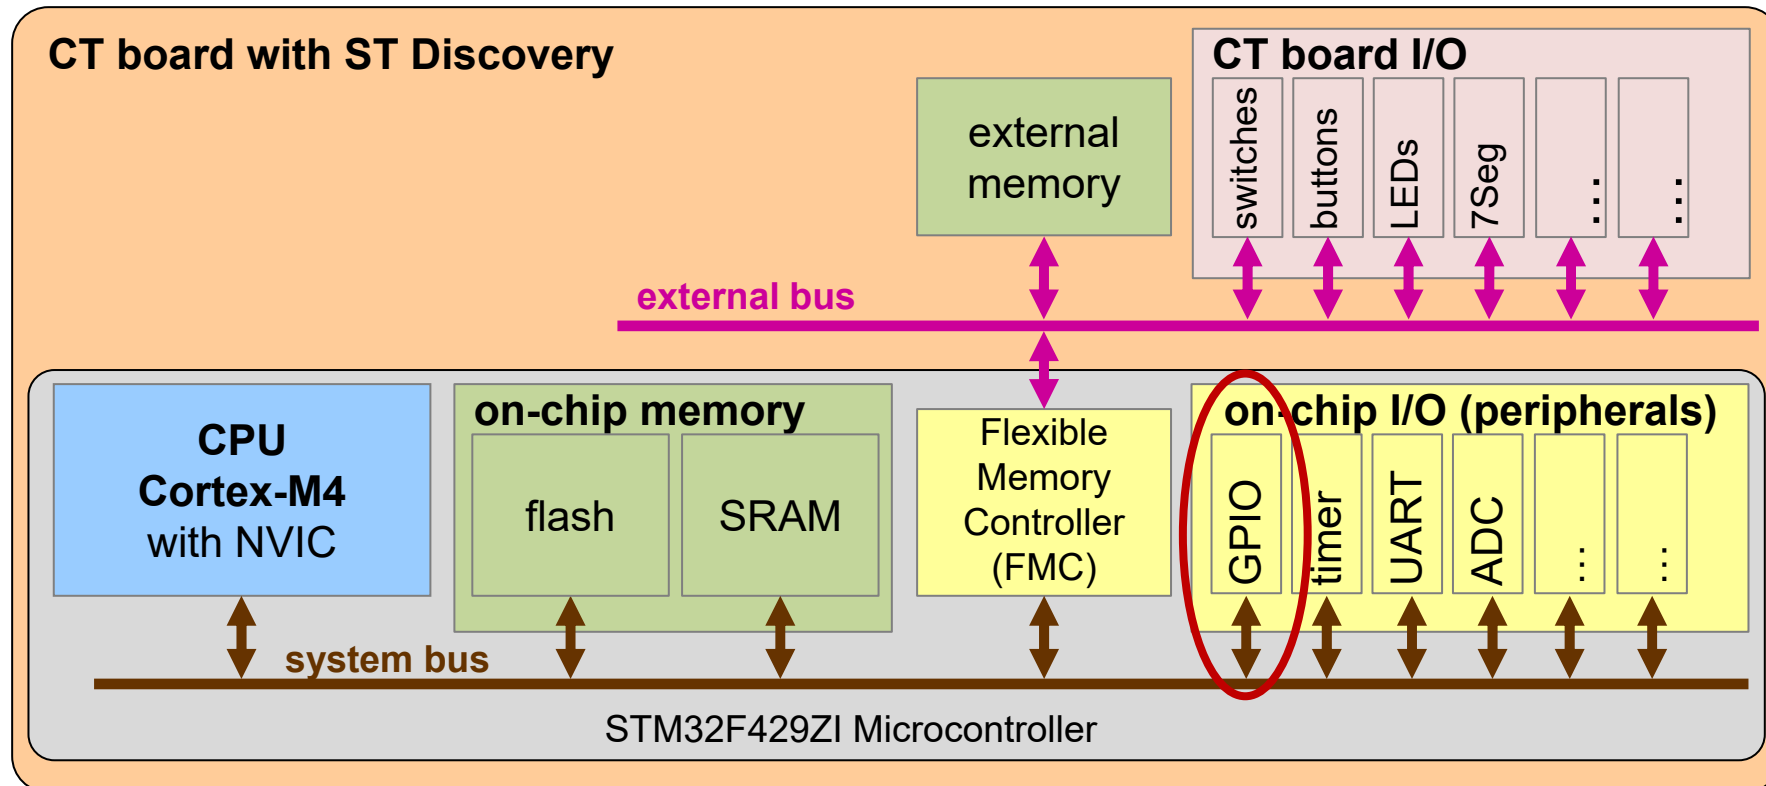 CT board with ST Discovery
CT board I/O
external
memory
switches
buttons
LEDs
7Seg
...
...
external bus
CPU
Cortex-M4
with NVIC
on-chip memory
flash
SRAM
Flexible
Memory
Controller
(FMC)
on-chip I/O (peripherals)
GPIO
timer
UART
ADC
...
...
system bus
STM32F429ZI Microcontroller